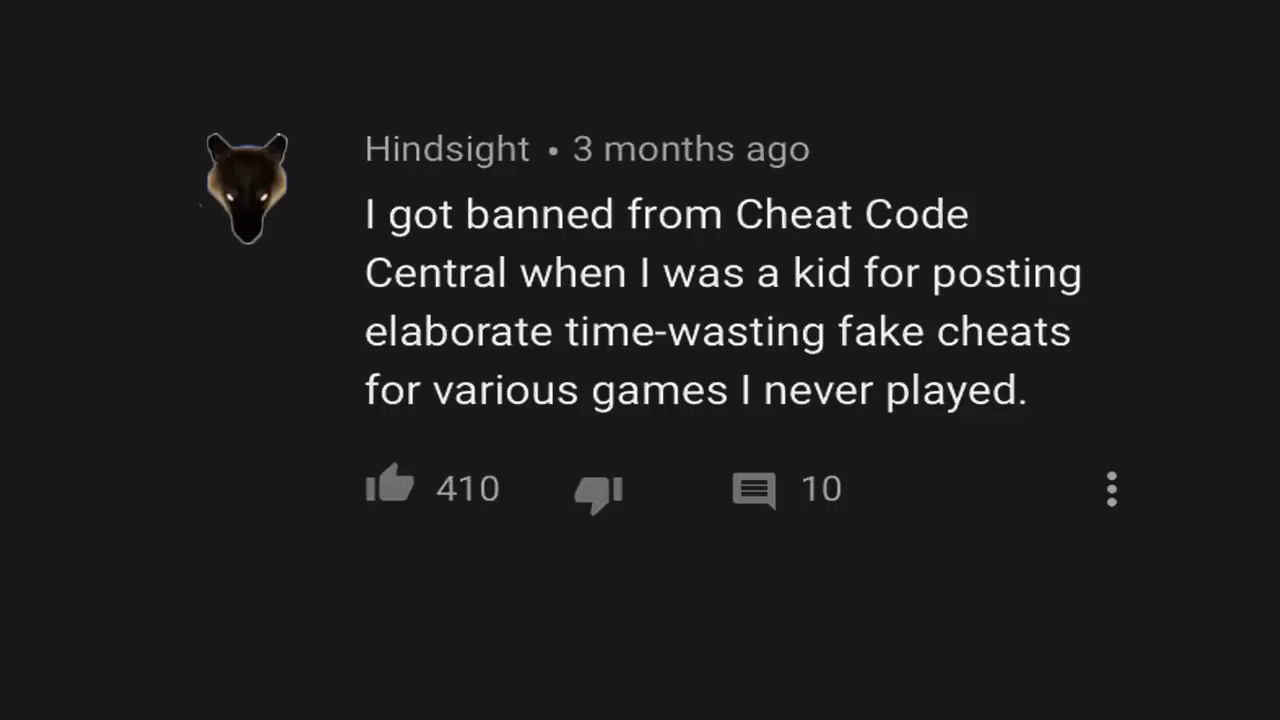 Hindsight • 3 months ago
I got banned from Cheat Code
Central when I was a kid for posting
elaborate time-wasting fake cheats
for various games I never played.
410 10